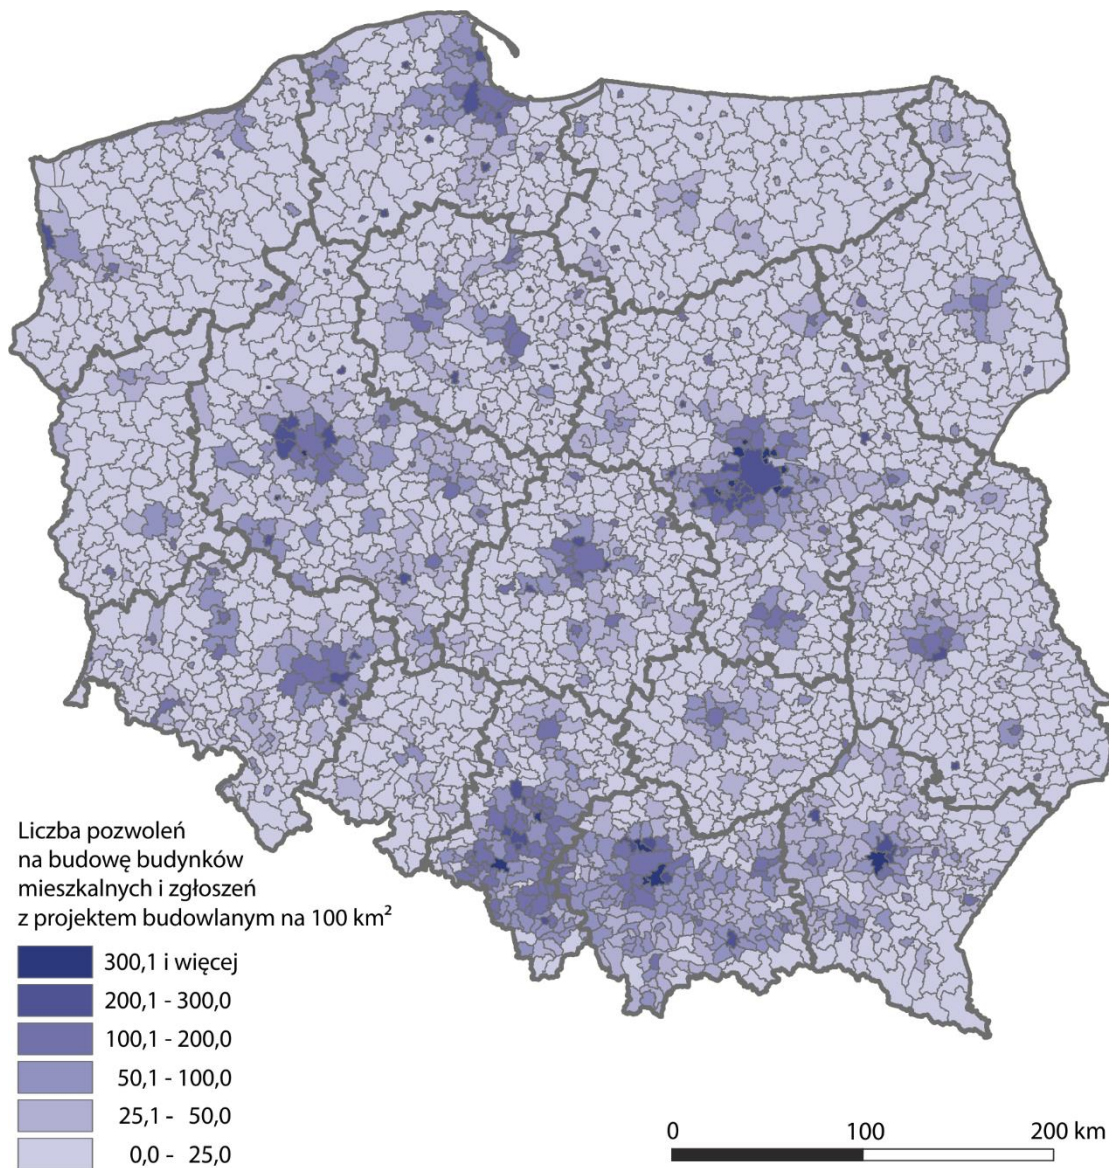 Liczba pozwoleń
na budowę budynków
mieszkalnych i zgłoszeń
z projektem budowlanym na 100 km²
300,1 i więcej
200,1 - 300,0
100,1 - 200,0
50,1 - 100,0
25,1 - 50,0
0,0 - 25,0
0 100 200 km